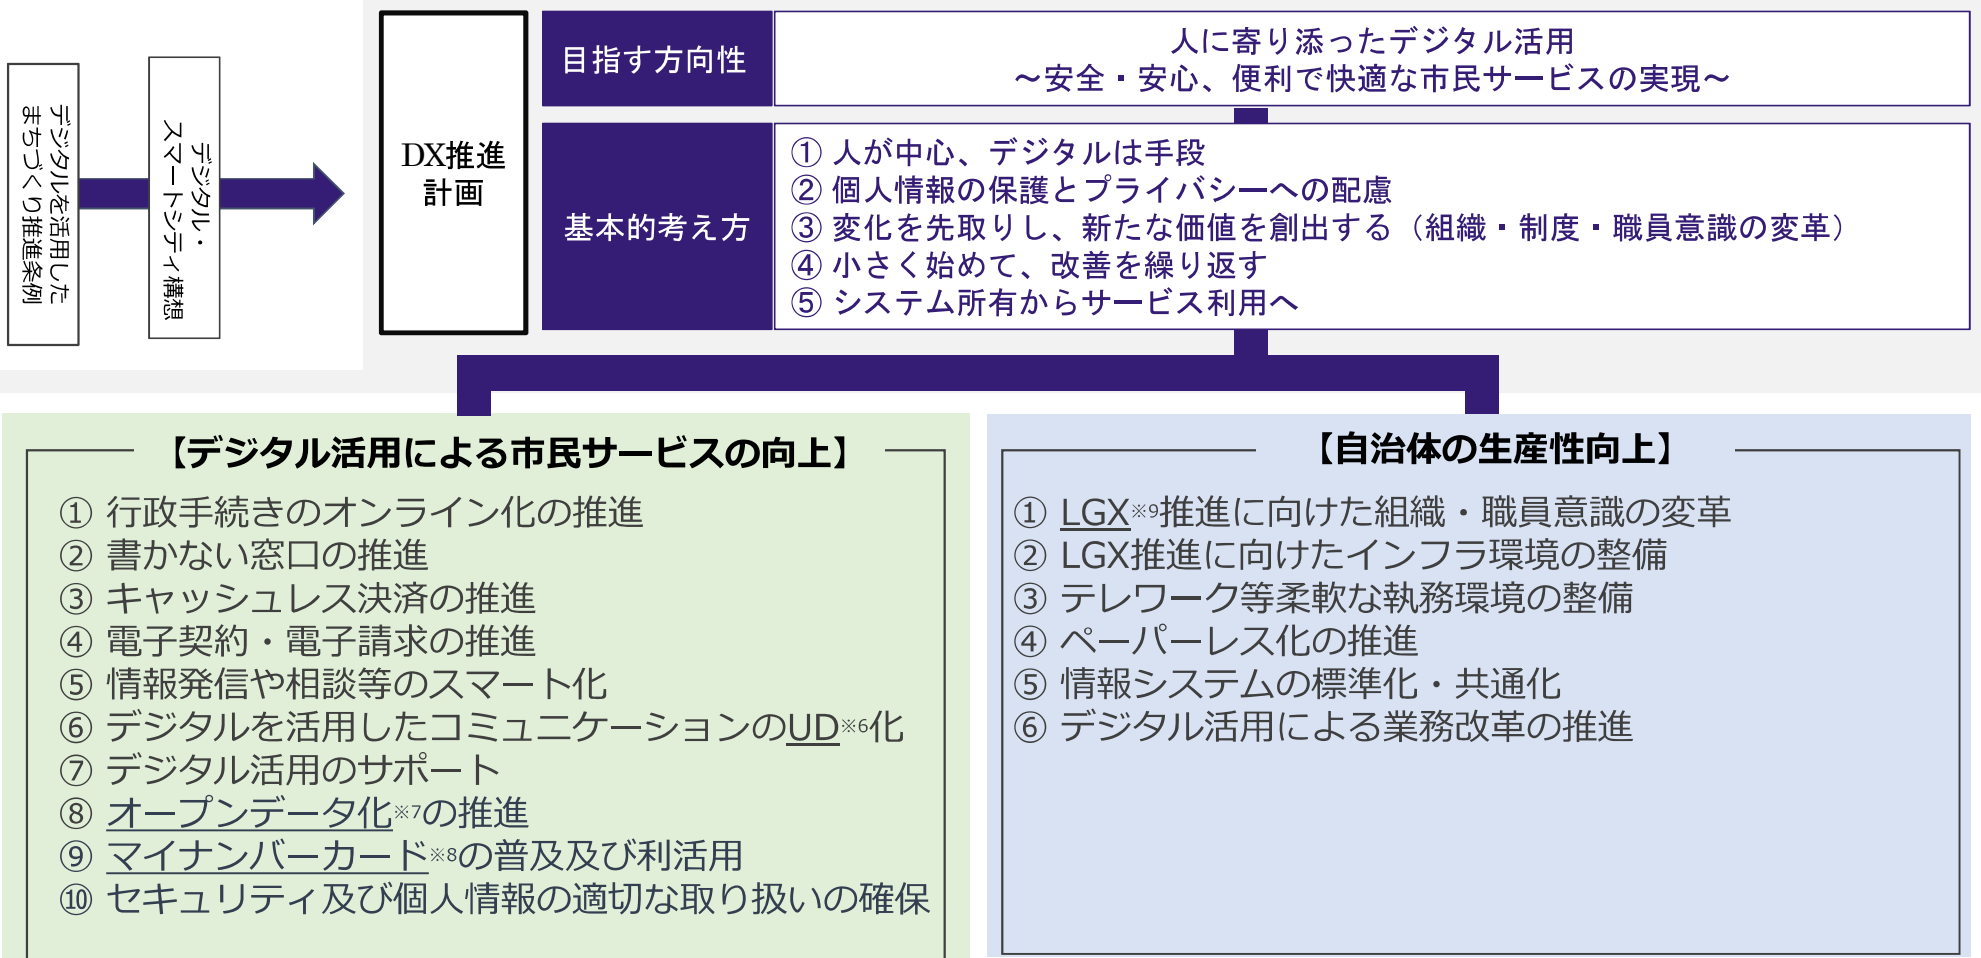 デジタルを活用した
まちづくり推進条例
デジタル・
スマートシティ構想
DX推進
計画
目指す方向性
人に寄り添ったデジタル活用
～安全・安心、便利で快適な市民サービスの実現～
基本的考え方
① 人が中心、デジタルは手段
② 個人情報の保護とプライバシーへの配慮
③ 変化を先取りし、新たな価値を創出する（組織・制度・職員意識の変革）
④ 小さく始めて、改善を繰り返す
⑤ システム所有からサービス利用へ
【デジタル活用による市民サービスの向上】
① 行政手続きのオンライン化の推進
② 書かない窓口の推進
③ キャッシュレス決済の推進
④ 電子契約・電子請求の推進
⑤ 情報発信や相談等のスマート化
⑥ デジタルを活用したコミュニケーションのUD※6化
⑦ デジタル活用のサポート
⑧ オープンデータ化※7の推進
⑨ マイナンバーカード※8の普及及び利活用
⑩ セキュリティ及び個人情報の適切な取り扱いの確保
【自治体の生産性向上】
① LGX※9推進に向けた組織・職員意識の変革
② LGX推進に向けたインフラ環境の整備
③ テレワーク等柔軟な執務環境の整備
④ ペーパーレス化の推進
⑤ 情報システムの標準化・共通化
⑥ デジタル活用による業務改革の推進